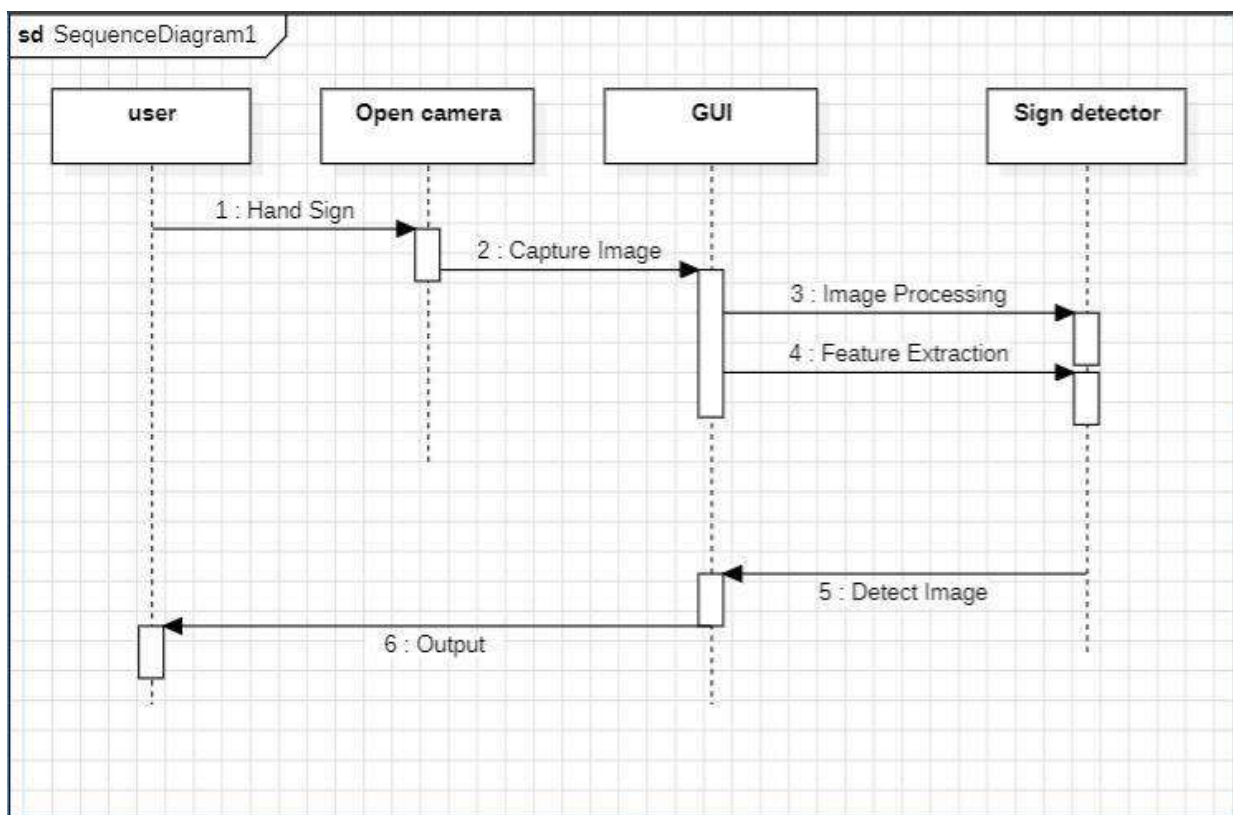 sd SequenceDiagram1
user
Open camera
GUI
Sign detector
1 : Hand Sign
2 : Capture Image
3 : Image Processing
4 : Feature Extraction
5 : Detect Image
6 : Output